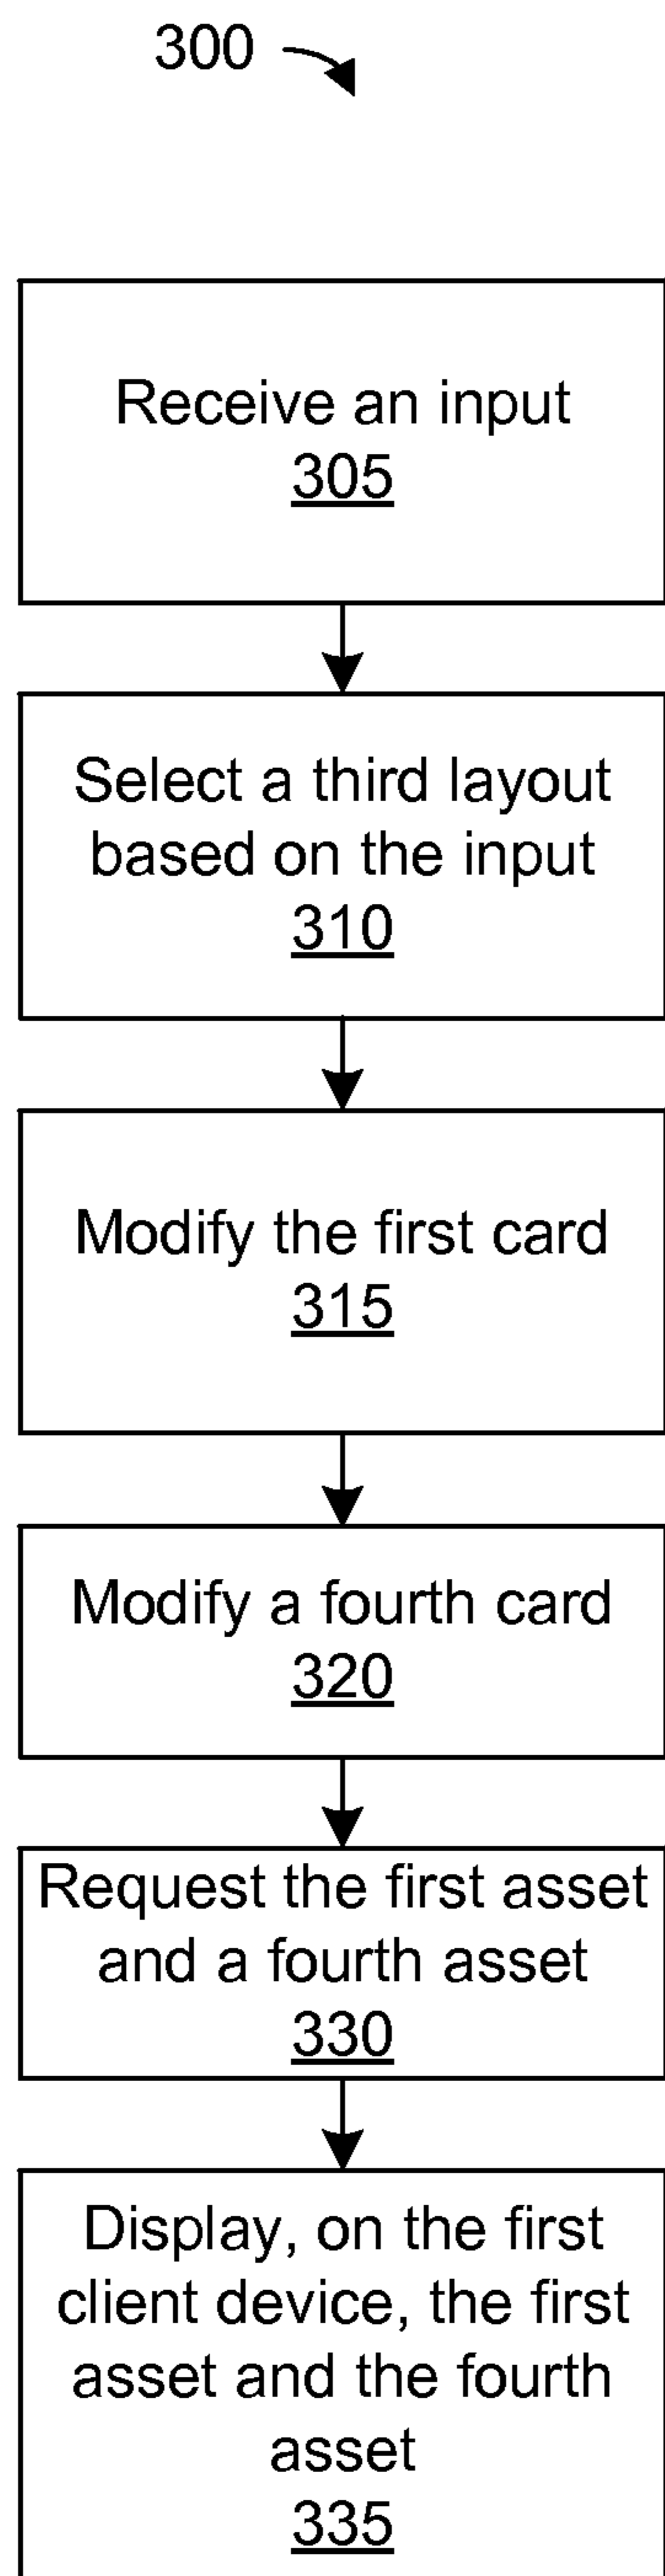 300
Receive an input
305
Select a third layout
based on the input
310
Modify the first card
315
Modify a fourth card
320
Request the first asset
and a fourth asset
330
Display, on the first
client device, the first
asset and the fourth
asset
335